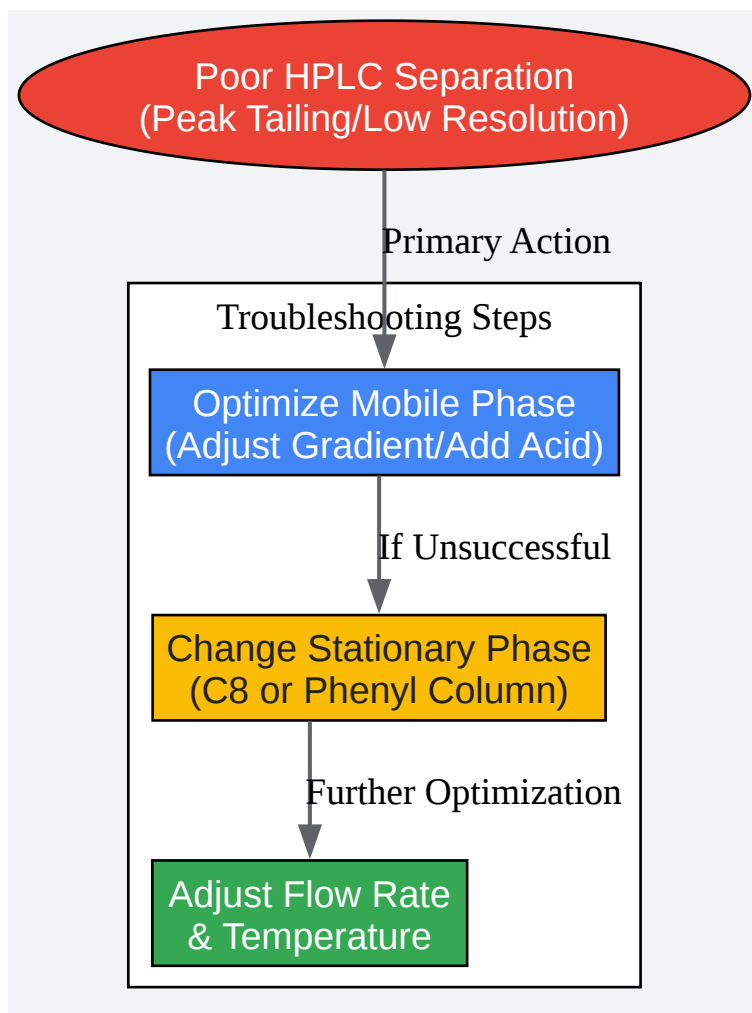 Poor HPLC Separation
(Peak Tailing/Low Resolution)
Primary Action
Troubleshooting Steps
Optimize Mobile Phase
(Adjust Gradient/Add Acid)
If Unsuccessful
Change Stationary Phase
(C8 or Phenyl Column)
Further Optimization
Adjust Flow Rate
& Temperature